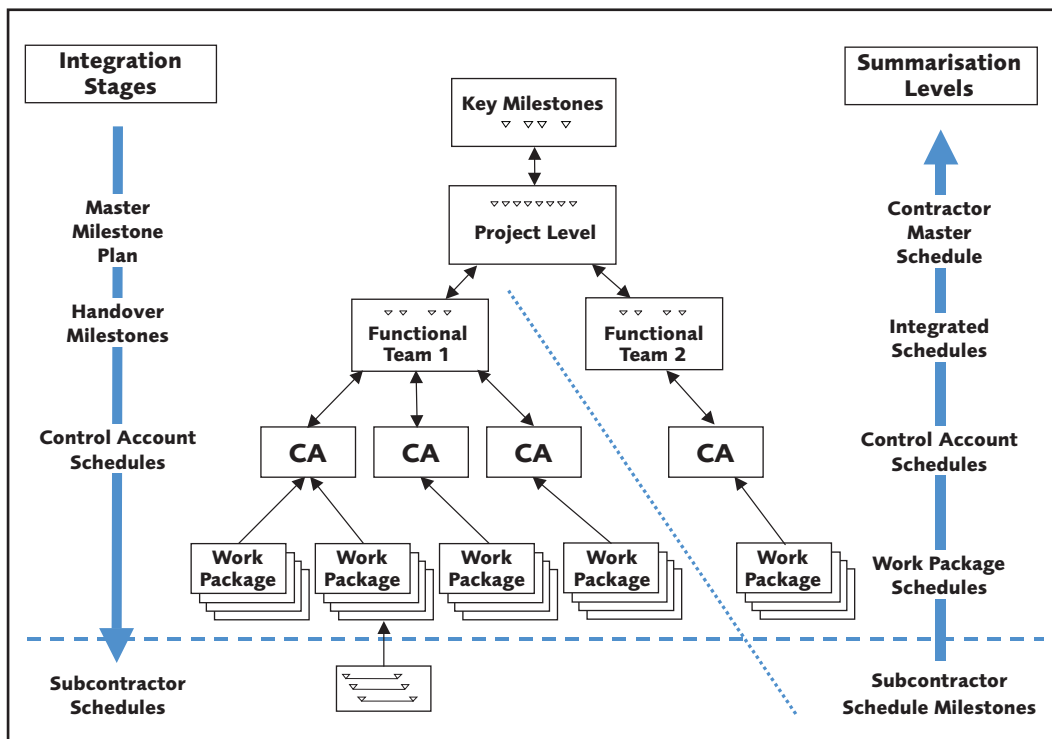 Integration
Stages
Summarisation
Levels
Key Milestones
Master
Milestone
Plan
Project Level
Contractor
Master
Schedule
Handover
Milestones
Functional
Team 1
Functional
Team 2
Integrated
Schedules
Control Account
Schedules
CA
CA
CA
CA
Control Account
Schedules
Work
Package
Work
Package
Work
Package
Work
Package
Work
Package
Work Package
Schedules
Subcontractor
Schedules
Subcontractor
Schedule Milestones